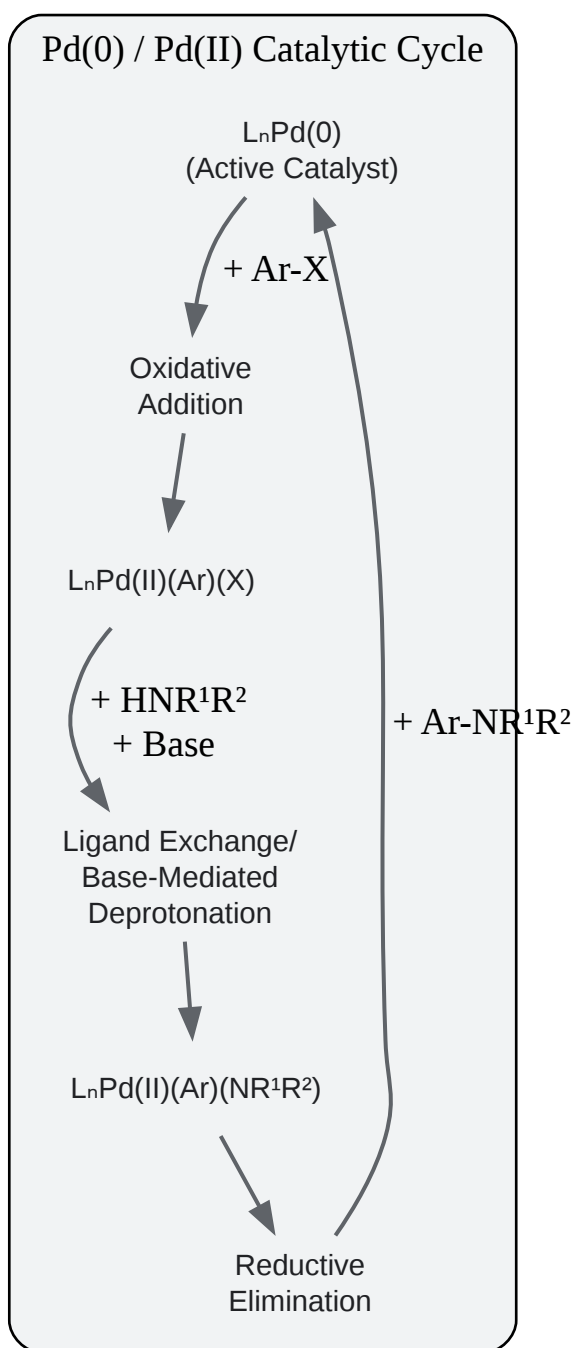 Pd(0) / Pd(II) Catalytic Cycle
LₙPd(0)
(Active Catalyst)
+ Ar-X
Oxidative
Addition
LₙPd(II)(Ar)(X)
+ HNR¹R²
+ Base
+ Ar-NR¹R²
Ligand Exchange/
Base-Mediated
Deprotonation
LₙPd(II)(Ar)(NR¹R²)
Reductive
Elimination